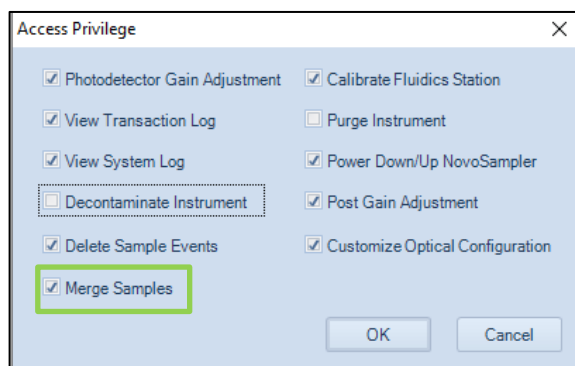 Access Privilege
Photodetector Gain Adjustment
Calibrate Fluidics Station
View Transaction Log
Purge Instrument
View System Log
Power Down/Up NovoSampler
Decontaminate Instrument
Post Gain Adjustment
Delete Sample Events
Customize Optical Configuration
Merge Samples
OK
Cancel